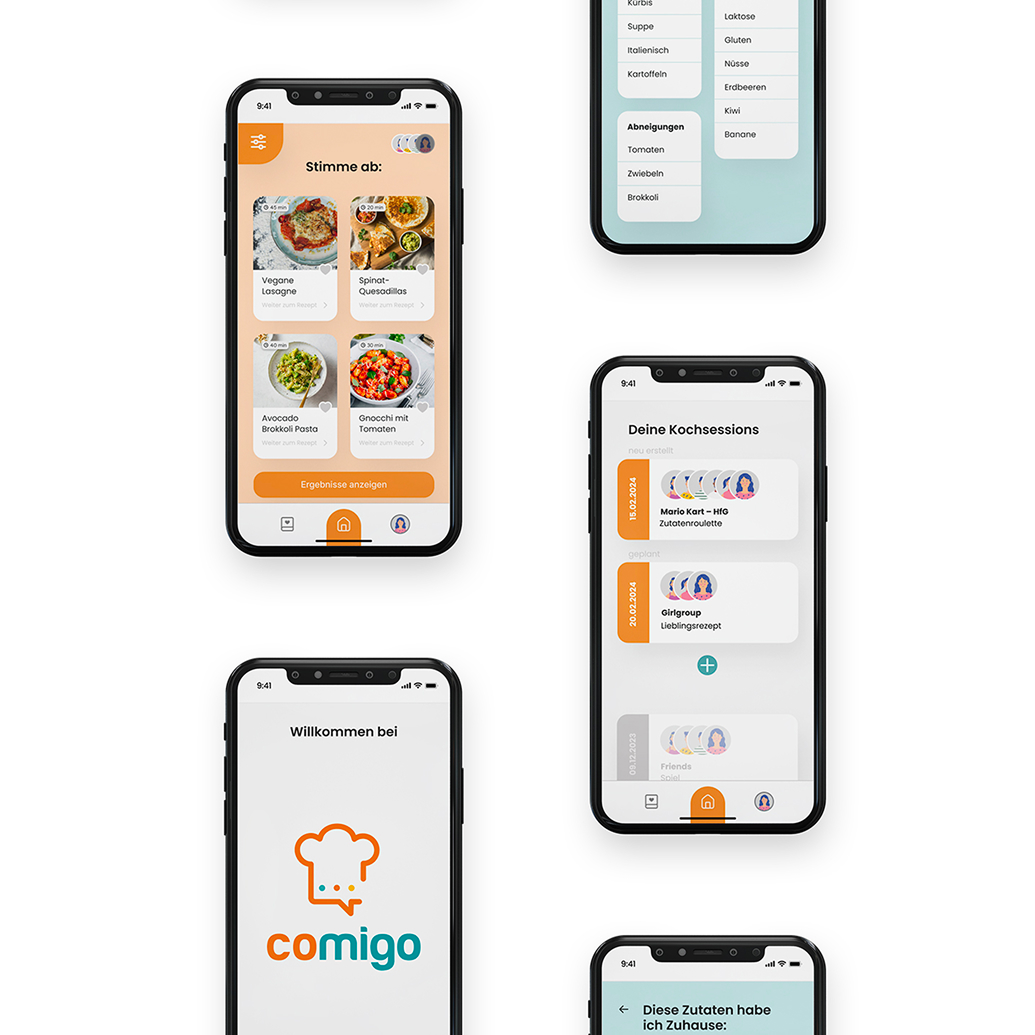 9:41
Stimme ab:
45 min
Vegane
Lasagne
Weiter zum Rezept
20 min
Spinat-
Quesadillas
Weiter zum Rezept
40 min
Avocado
Brokkoli Pasta
Weiter zum Rezept
30 min
Gnocchi mit
Tomaten
Weiter zum Rezept
Ergebnisse anzeigen
9:41
Willkommen bei
comigo
Kürbis
Suppe
Italienisch
Kartoffeln
Abneigungen
Tomaten
Zwiebeln
Brokkoli
Laktose
Gluten
Nüsse
Erdbeeren
Kiwi
Banane
9:41
Deine Kochsessions
neu erstellt
15.02.2024
Mario Kart – HfG
Zutatenroulette
geplant
20.02.2024
Girlgroup
Lieblingsrezept
09.12.2023
Friends
Spiel
9:41
Diese Zutaten habe
ich Zuhause: